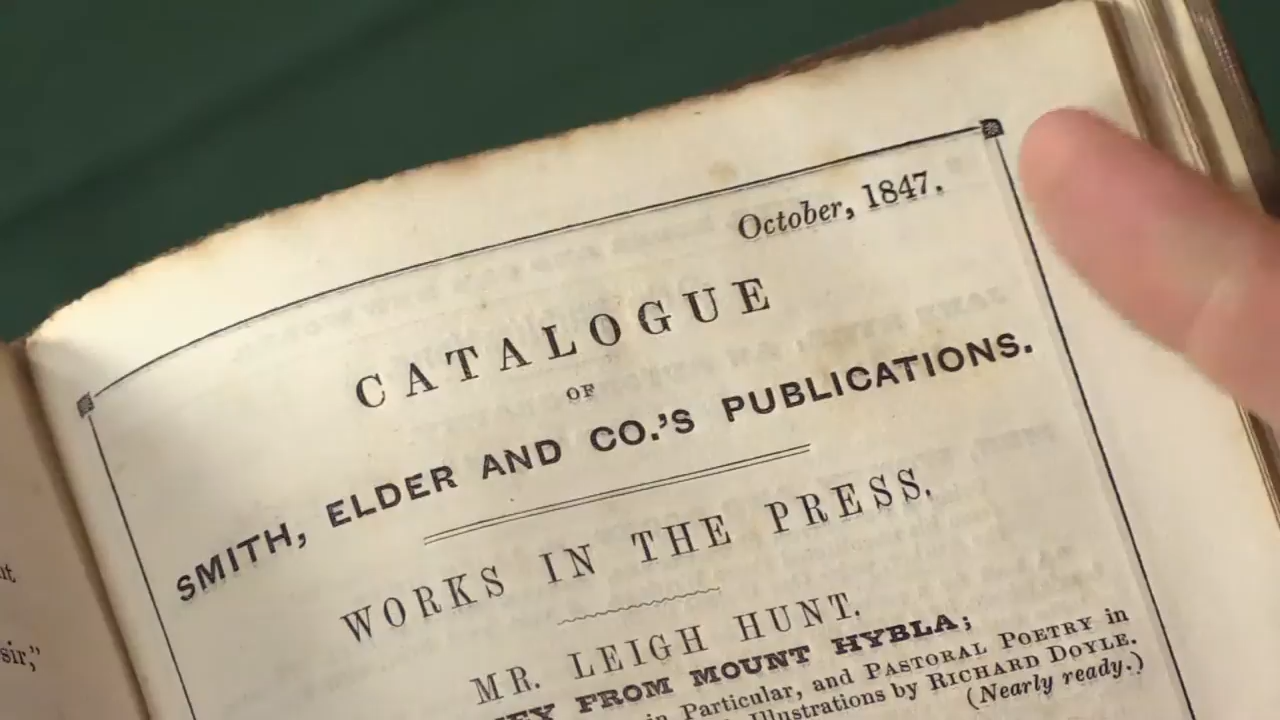 October, 1847.
CATALOGUE
OF
SMITH, ELDER AND CO.'S PUBLICATIONS.
WORKS IN THE PRESS.
MR. LEIGH HUNT.
FROM MOUNT HYBLA;
in Particular, and PASTORAL POETRY in
Illustrations by RICHARD DOYLE.
(Nearly ready.)
sir,"